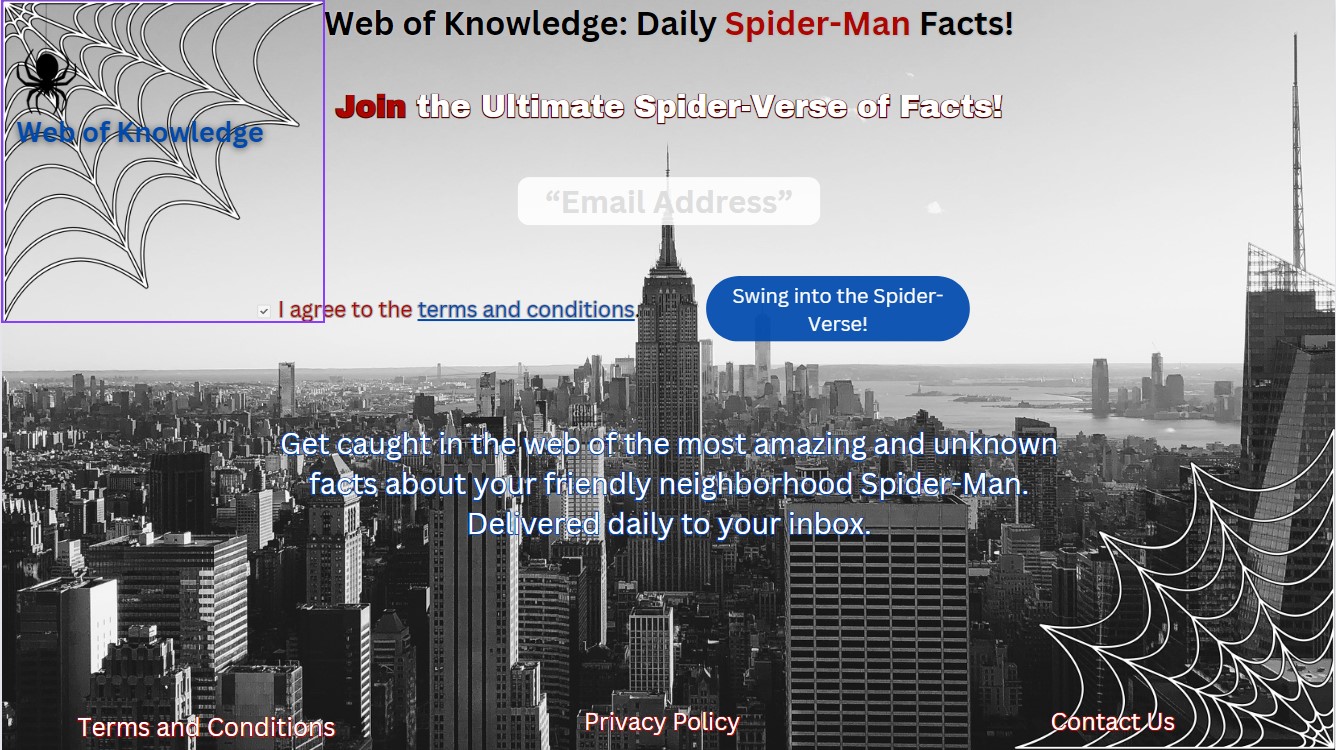 Web of Knowledge: Daily Spider-Man Facts!
Join the Ultimate Spider-Verse of Facts!
Web of Knowledge
“Email Address”
I agree to the terms and conditions.
Swing into the Spider-
Verse!
Get caught in the web of the most amazing and unknown
facts about your friendly neighborhood Spider-Man.
Delivered daily to your inbox.
Terms and Conditions
Privacy Policy
Contact Us